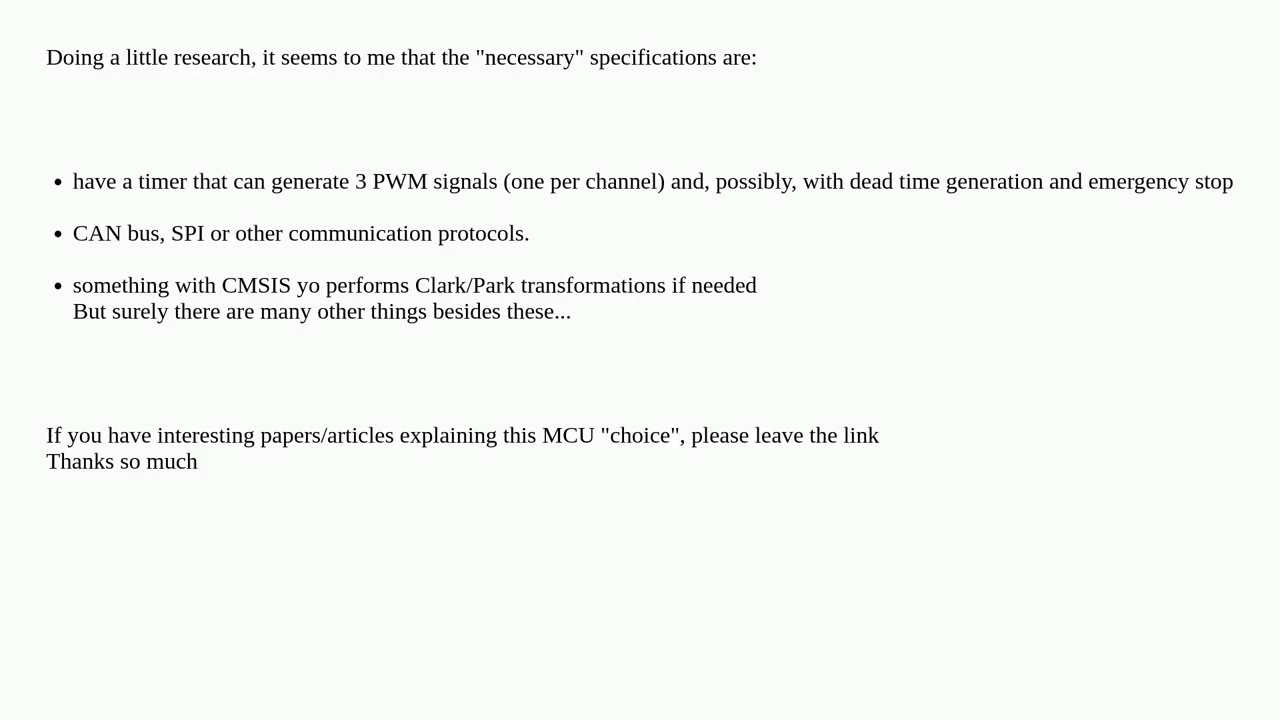 Doing a little research, it seems to me that the "necessary" specifications are:
• have a timer that can generate 3 PWM signals (one per channel) and, possibly, with dead time generation and emergency stop
• CAN bus, SPI or other communication protocols.
• something with CMSIS yo performs Clark/Park transformations if needed
But surely there are many other things besides these...
If you have interesting papers/articles explaining this MCU "choice", please leave the link
Thanks so much